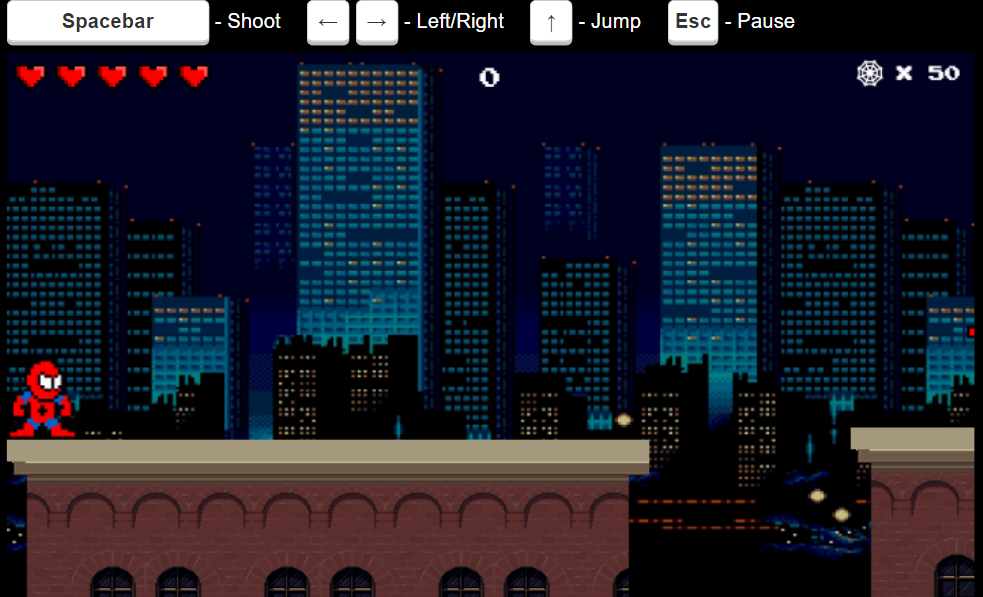 Spacebar - Shoot ← → - Left/Right ↑ - Jump Esc - Pause
0 × 50